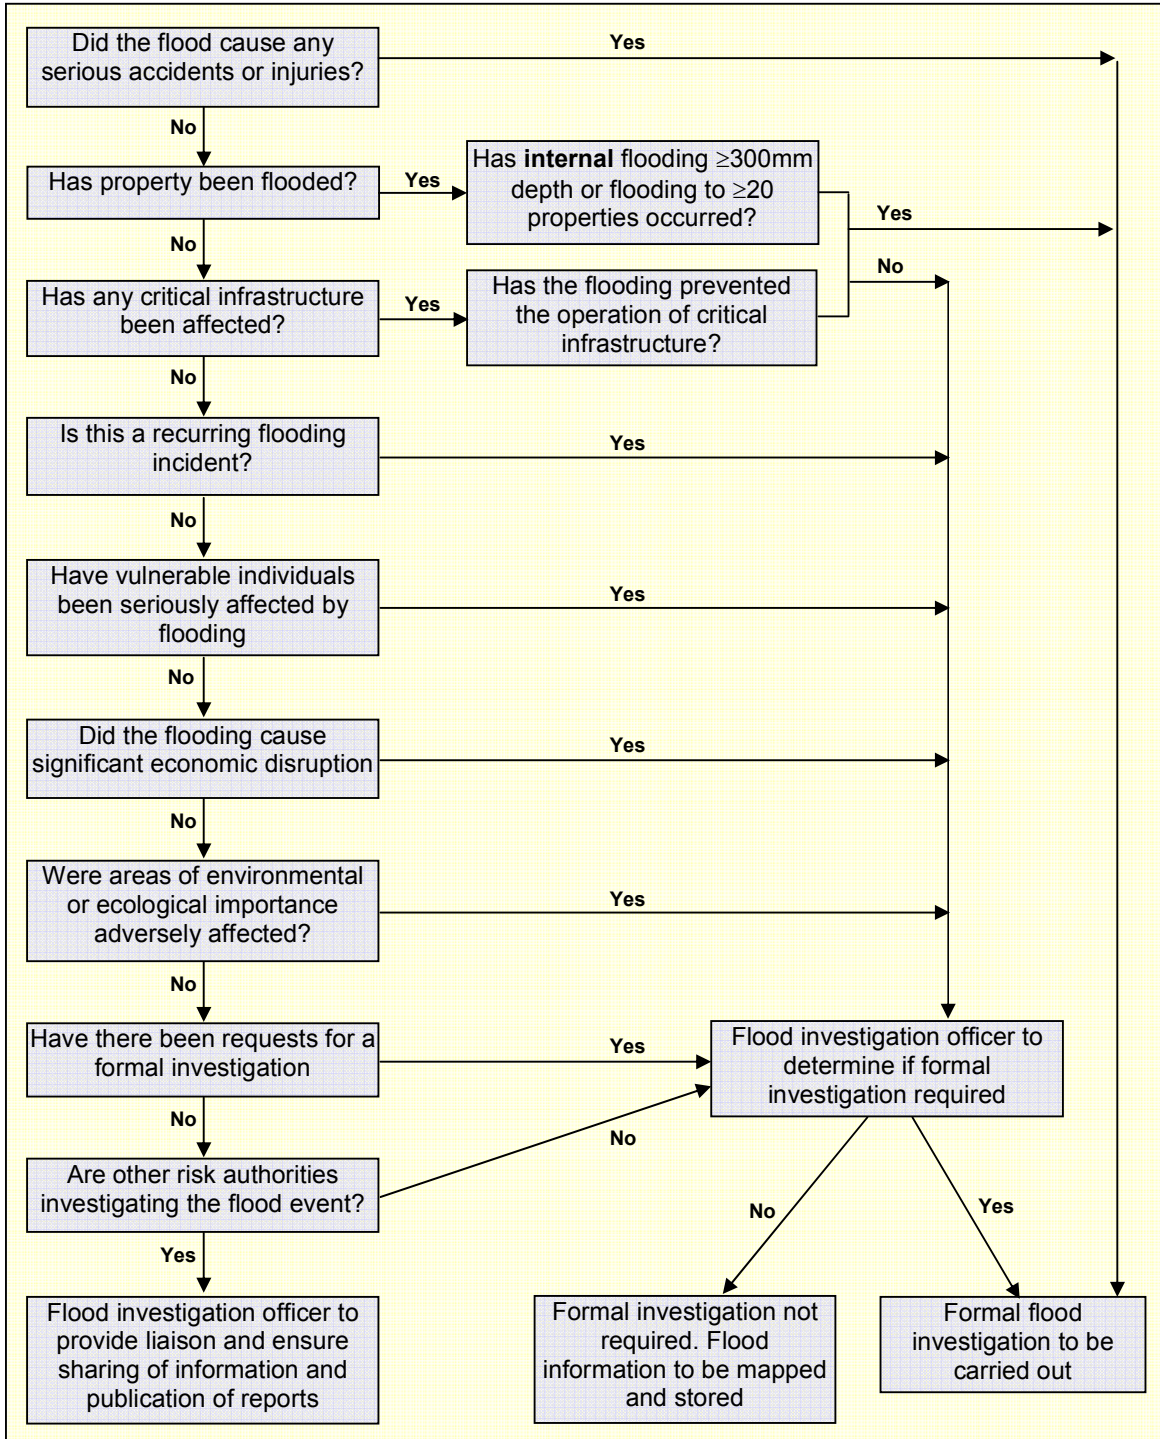 Did the flood cause any
serious accidents or injuries?
Yes
No
Has property been flooded?
Yes
Has internal flooding ≥300mm
depth or flooding to ≥20
properties occurred?
Yes
No
No
Has any critical infrastructure
been affected?
Yes
Has the flooding prevented
the operation of critical
infrastructure?
No
Is this a recurring flooding
incident?
Yes
No
Have vulnerable individuals
been seriously affected by
flooding
Yes
No
Did the flooding cause
significant economic disruption
Yes
No
Were areas of environmental
or ecological importance
adversely affected?
Yes
No
Have there been requests for a
formal investigation
Yes
Flood investigation officer to
determine if formal
investigation required
No
No
Are other risk authorities
investigating the flood event?
No
Yes
Yes
Flood investigation officer to
provide liaison and ensure
sharing of information and
publication of reports
Formal investigation not
required. Flood
information to be mapped
and stored
Formal flood
investigation to be
carried out